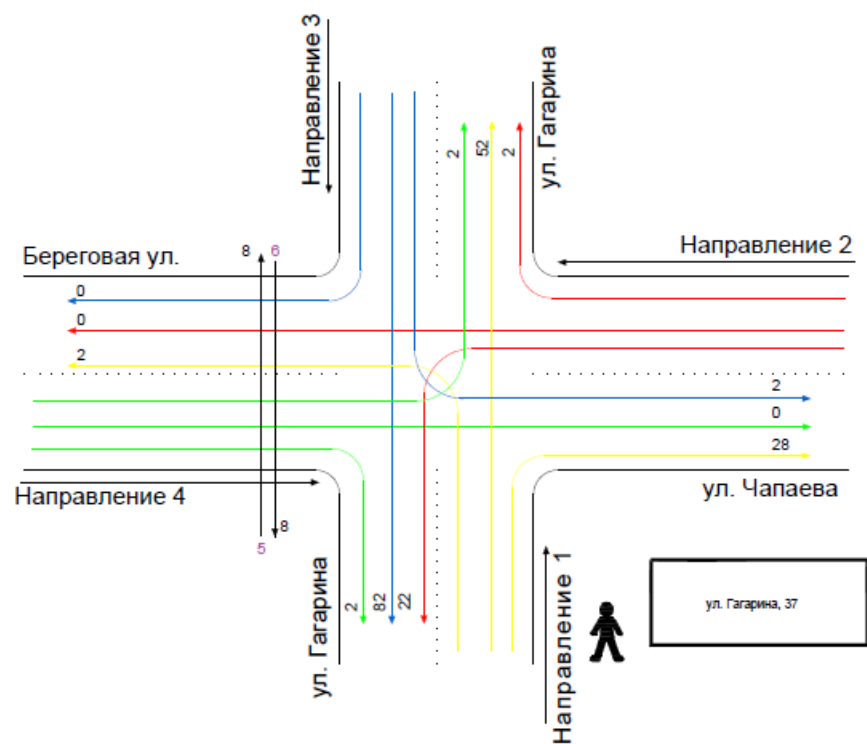 Направление 3
ул. Гагарина
2
52
2
Береговая ул.
8
6
Направление 2
0
0
2
2
0
28
Направление 4
ул. Чапаева
8
5
ул. Гагарина
2
82
22
Направление 1
ул. Гагарина, 37